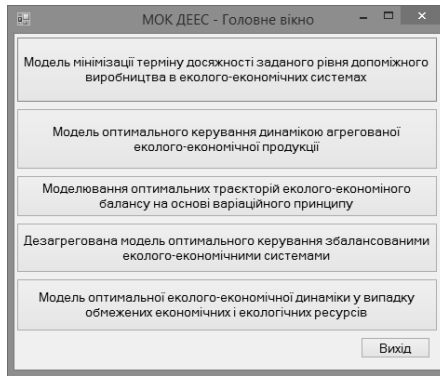 МОК ДЕЕС - Головне вікно
Модель мінімізації терміну досяжності заданого рівня допоміжного
виробництва в еколого-економічних системах
Модель оптимального керування динамікою агрегованої
еколого-економічної продукції
Моделювання оптимальних траєкторій еколого-економіного
балансу на основі варіаційного принципу
Дезагрегована модель оптимального керування збалансованими
еколого-економічними системами
Модель оптимальної еколого-економічної динаміки у випадку
обмежених економічних і екологічних ресурсів
Вихід